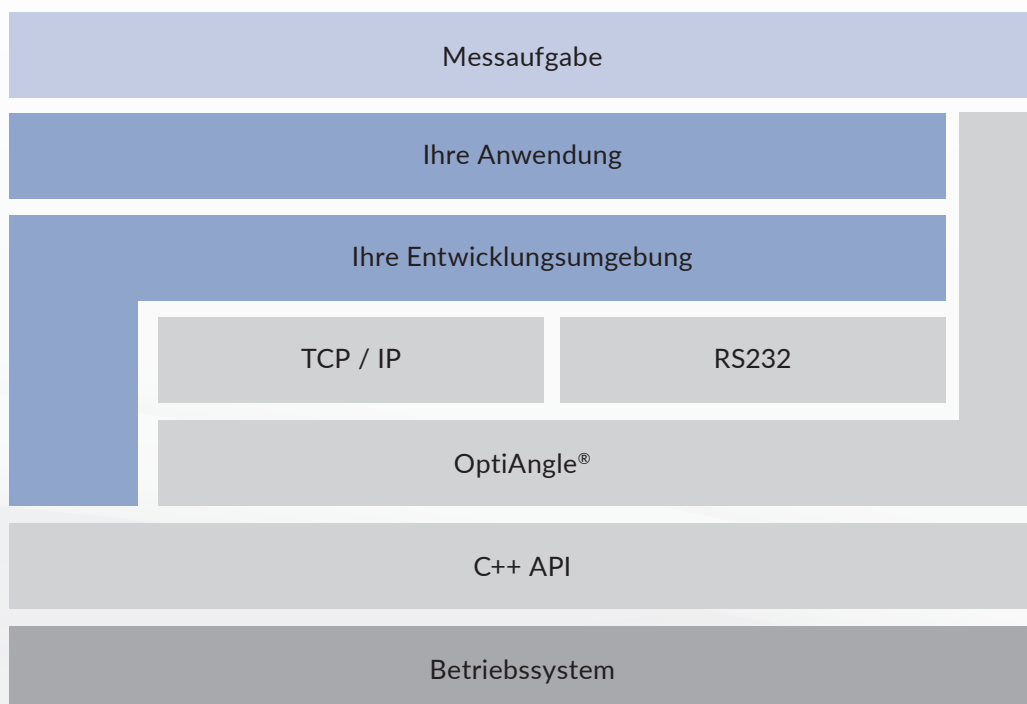 Messaufgabe
Ihre Anwendung
Ihre Entwicklungsumgebung
TCP / IP
RS232
OptiAngle®
C++ API
Betriebssystem